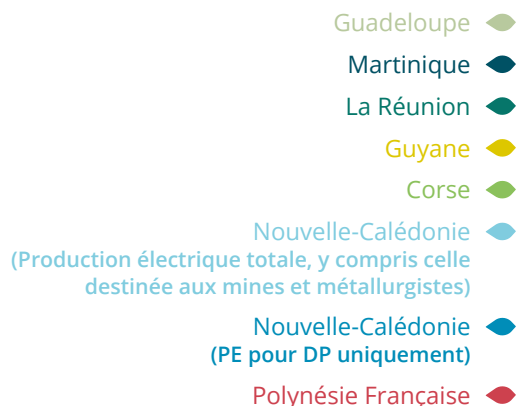 Guadeloupe
Martinique
La Réunion
Guyane
Corse
Nouvelle-Calédonie
(Production électrique totale, y compris celle
destinée aux mines et métallurgistes)
Nouvelle-Calédonie
(PE pour DP uniquement)
Polynésie Française